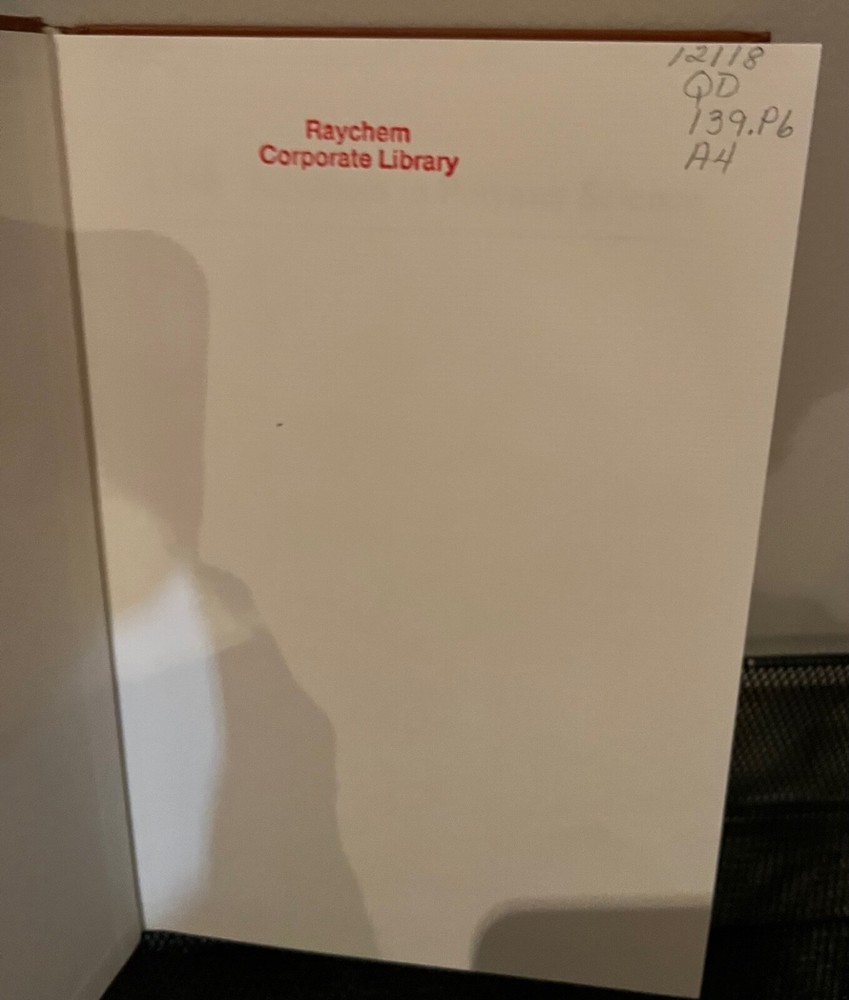 12118
QD
139.P6
A4
Raychem
Corporate Library